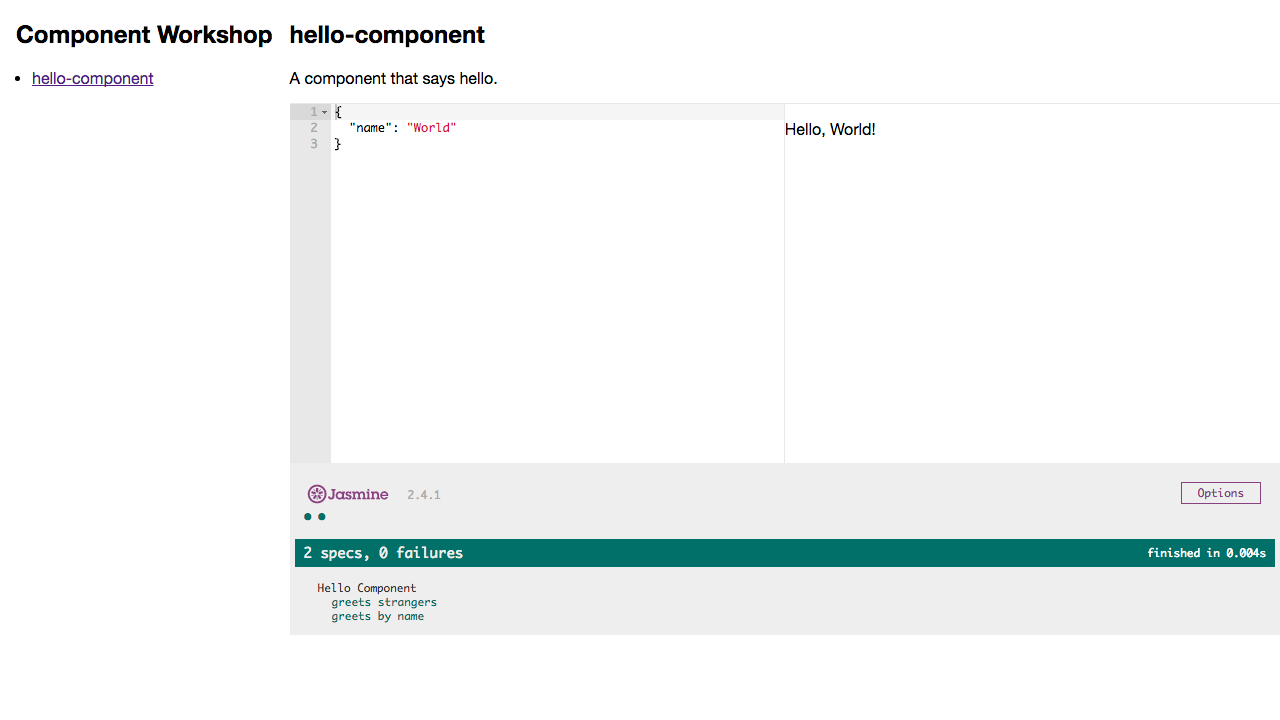 Component Workshop
hello-component
hello-component
A component that says hello.
1 {
2 "name": "World"
3 }
Hello, World!
Jasmine 2.4.1
Options
2 specs, 0 failures
finished in 0.004s
Hello Component
greets strangers
greets by name